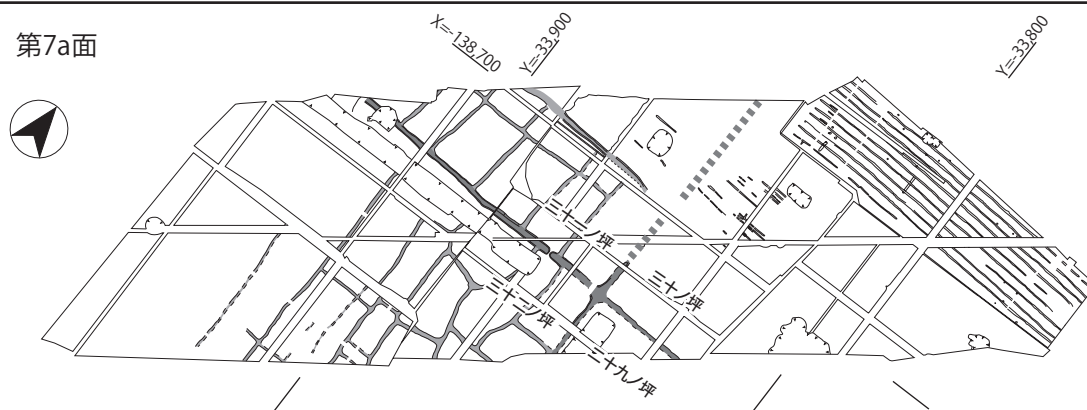 第7a面
X=-138,700
Y=-33,900
Y=-33,800
三十一ノ坪
三十ノ坪
三十二ノ坪
二十九ノ坪